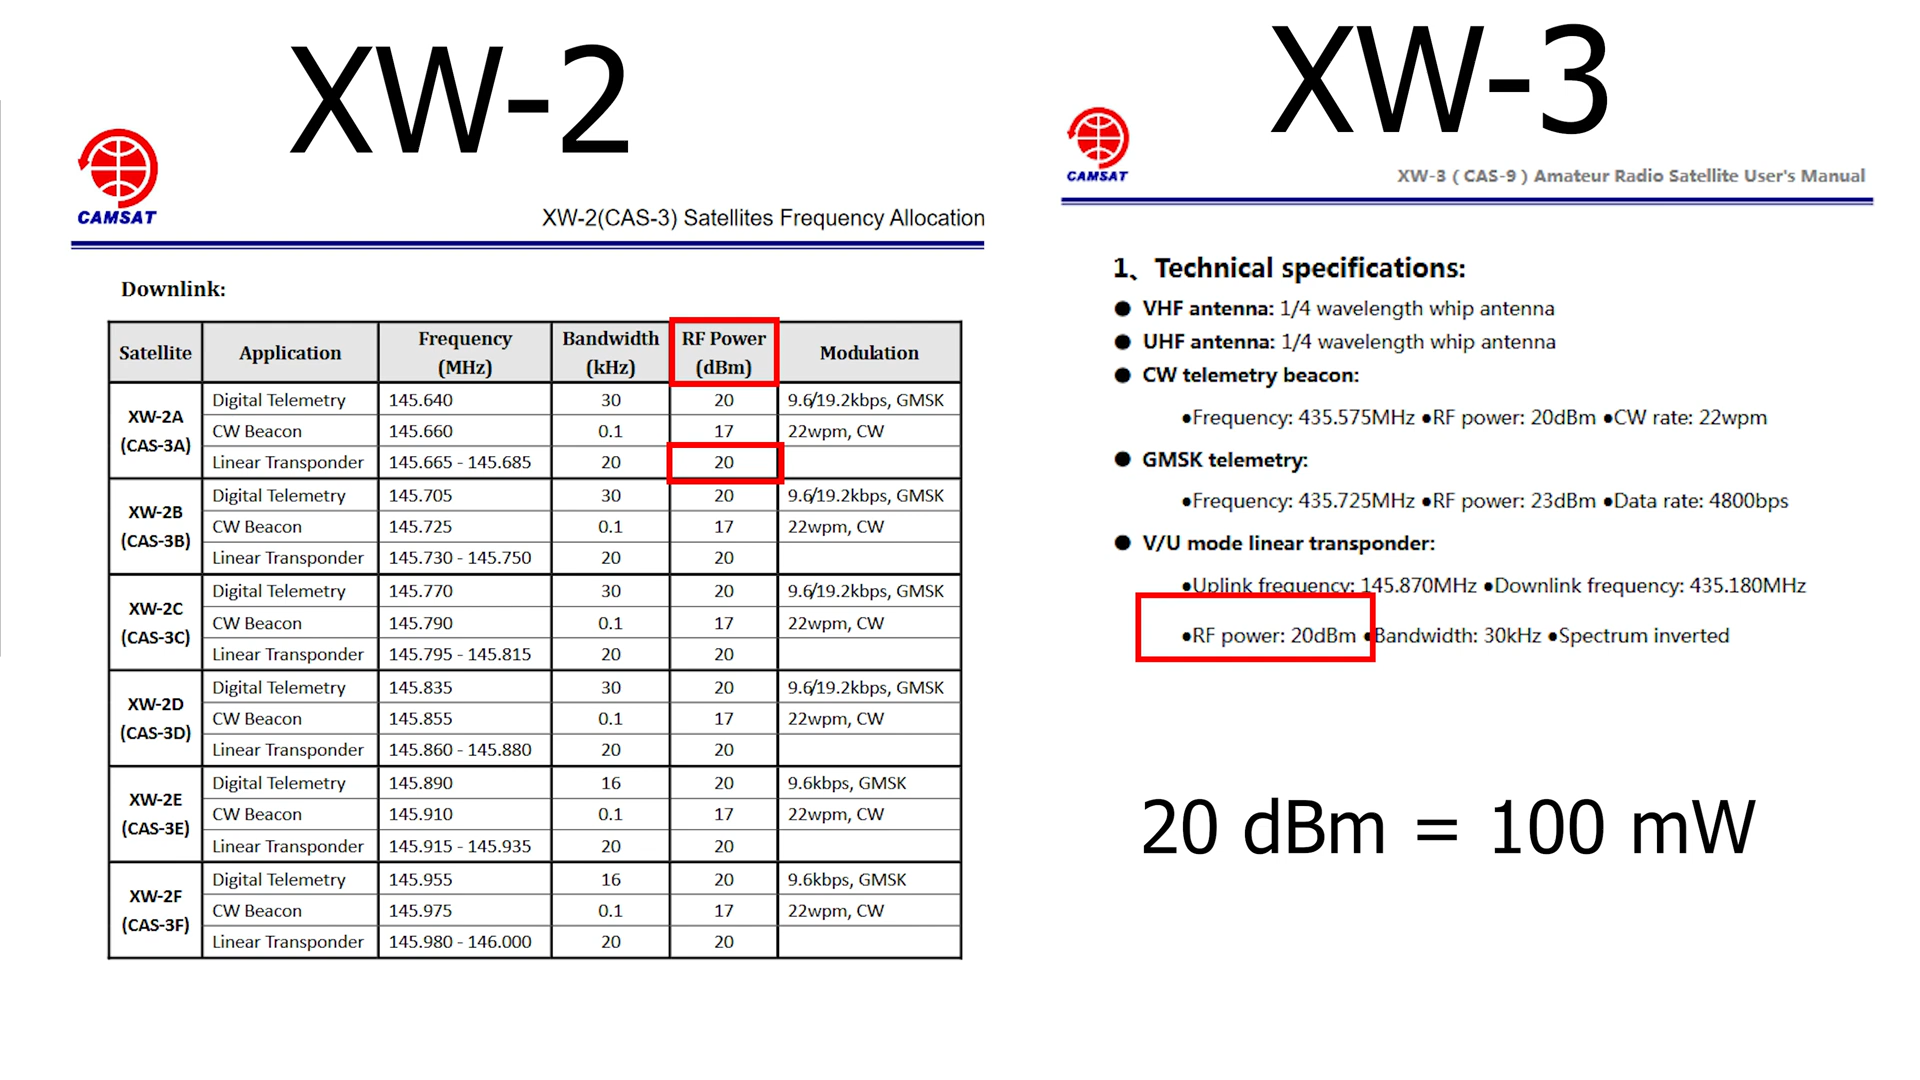 XW-2
CAMSAT
XW-2(CAS-3) Satellites Frequency Allocation
Downlink:
Satellite Application Frequency (MHz) Bandwidth (kHz) RF Power (dBm) Modulation
XW-2A (CAS-3A) Digital Telemetry 145.640 30 20 9.6/19.2kbps, GMSK
CW Beacon 145.660 0.1 17 22wpm, CW
Linear Transponder 145.665 - 145.685 20 20
XW-2B (CAS-3B) Digital Telemetry 145.705 30 20 9.6/19.2kbps, GMSK
CW Beacon 145.725 0.1 17 22wpm, CW
Linear Transponder 145.730 - 145.750 20 20
XW-2C (CAS-3C) Digital Telemetry 145.770 30 20 9.6/19.2kbps, GMSK
CW Beacon 145.790 0.1 17 22wpm, CW
Linear Transponder 145.795 - 145.815 20 20
XW-2D (CAS-3D) Digital Telemetry 145.835 30 20 9.6/19.2kbps, GMSK
CW Beacon 145.855 0.1 17 22wpm, CW
Linear Transponder 145.860 - 145.880 20 20
XW-2E (CAS-3E) Digital Telemetry 145.890 16 20 9.6kbps, GMSK
CW Beacon 145.910 0.1 17 22wpm, CW
Linear Transponder 145.915 - 145.935 20 20
XW-2F (CAS-3F) Digital Telemetry 145.955 16 20 9.6kbps, GMSK
CW Beacon 145.975 0.1 17 22wpm, CW
Linear Transponder 145.980 - 146.000 20 20
XW-3
CAMSAT
XW-3 ( CAS-9 ) Amateur Radio Satellite User's Manual
1、Technical specifications:
● VHF antenna: 1/4 wavelength whip antenna
● UHF antenna: 1/4 wavelength whip antenna
● CW telemetry beacon:
●Frequency: 435.575MHz ●RF power: 20dBm ●CW rate: 22wpm
● GMSK telemetry:
●Frequency: 435.725MHz ●RF power: 23dBm ●Data rate: 4800bps
● V/U mode linear transponder:
●Uplink frequency: 145.870MHz ●Downlink frequency: 435.180MHz
●RF power: 20dBm ●Bandwidth: 30kHz ●Spectrum inverted
20 dBm = 100 mW